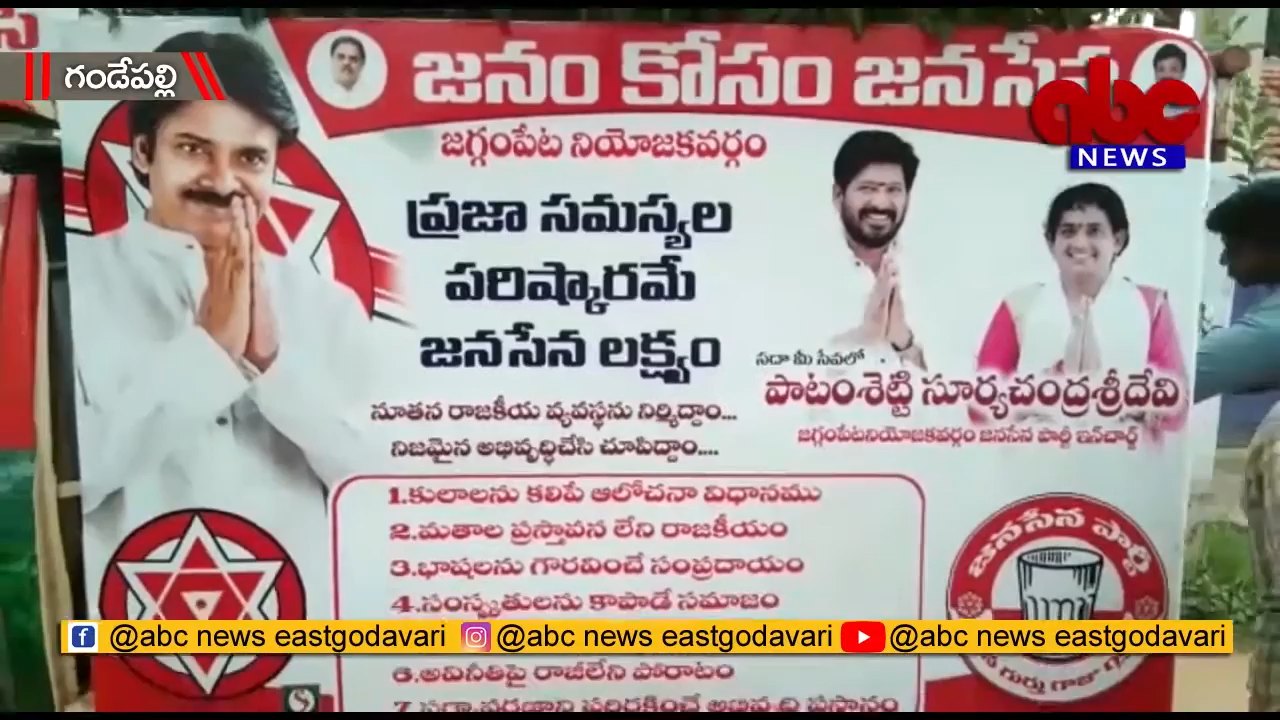 గండేపల్లి
జనం కోసం జనసేన
abc
NEWS
జగ్గంపేట నియోజకవర్గం
ప్రజా సమస్యల
పరిష్కారమే
జనసేన లక్ష్యం
నూతన రాజకీయ వ్యవస్థను నిర్మిద్దాం...
నిజమైన అభివృద్ధిచేసి చూపిద్దాం....
సదా మీ సేవలో
పాటంశెట్టి సూర్యచంద్రశ్రీదేవి
జగ్గంపేటనియోజకవర్గం జనసేన పార్టీ ఇన్‌చార్జ్
1.కులాలను కలిపే ఆలోచనా విధానము
2.మతాల ప్రస్తావన లేని రాజకీయం
3.భాషలను గౌరవించే సంప్రదాయం
4.సంస్కృతులను కాపాడే సమాజం
జనసేన పార్టీ
గుర్తు గాజు
@abc news eastgodavari @abc news eastgodavari @abc news eastgodavari
6.అవినీతిపై రాజీలేని పోరాటం